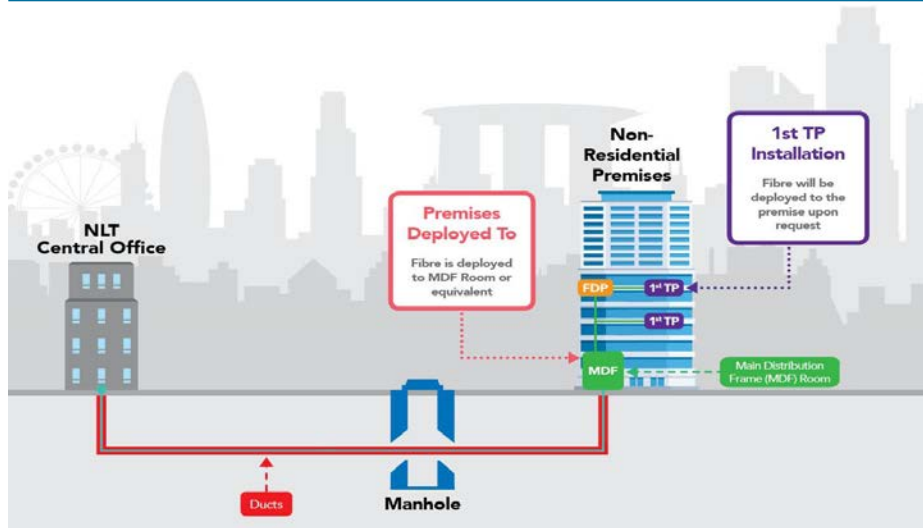 NLT
Central Office
Premises
Deployed To
Fibre is deployed
to MDF Room or
equivalent
Non-
Residential
Premises
1st TP
Installation
Fibre will be
deployed to the
premise upon
request
FDP
1st TP
1st TP
MDF
Main Distribution
Frame (MDF) Room
Ducts
Manhole